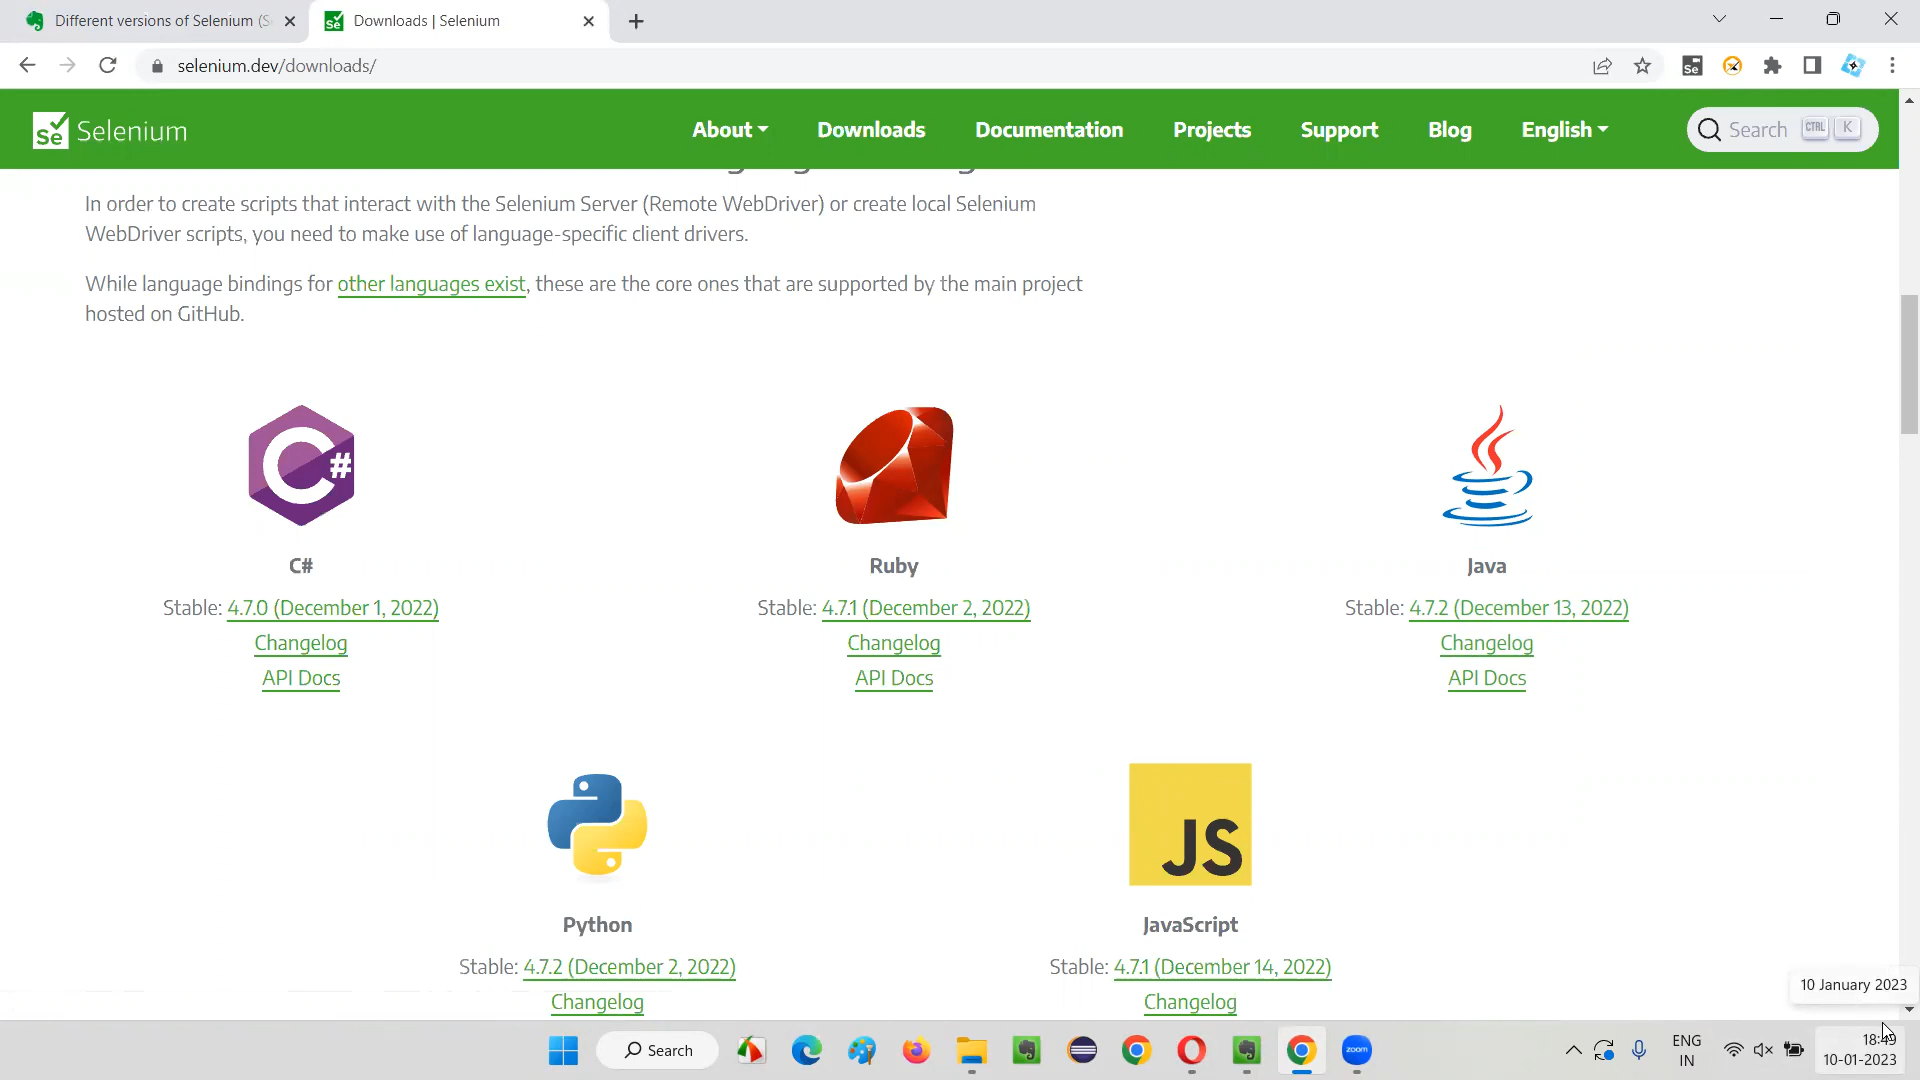 Different versions of Selenium (S
Downloads | Selenium
selenium.dev/downloads/
Se
Se Selenium
About
Downloads
Documentation
Projects
Support
Blog
English
Search CTRL K
In order to create scripts that interact with the Selenium Server (Remote WebDriver) or create local Selenium
WebDriver scripts, you need to make use of language-specific client drivers.
While language bindings for other languages exist, these are the core ones that are supported by the main project
hosted on GitHub.
C#
C#
Stable: 4.7.0 (December 1, 2022)
Changelog
API Docs
Ruby
Stable: 4.7.1 (December 2, 2022)
Changelog
API Docs
Java
Stable: 4.7.2 (December 13, 2022)
Changelog
API Docs
Python
Stable: 4.7.2 (December 2, 2022)
Changelog
JS
JavaScript
Stable: 4.7.1 (December 14, 2022)
Changelog
10 January 2023
Search
zoom
ENG
IN
18:49
10-01-2023